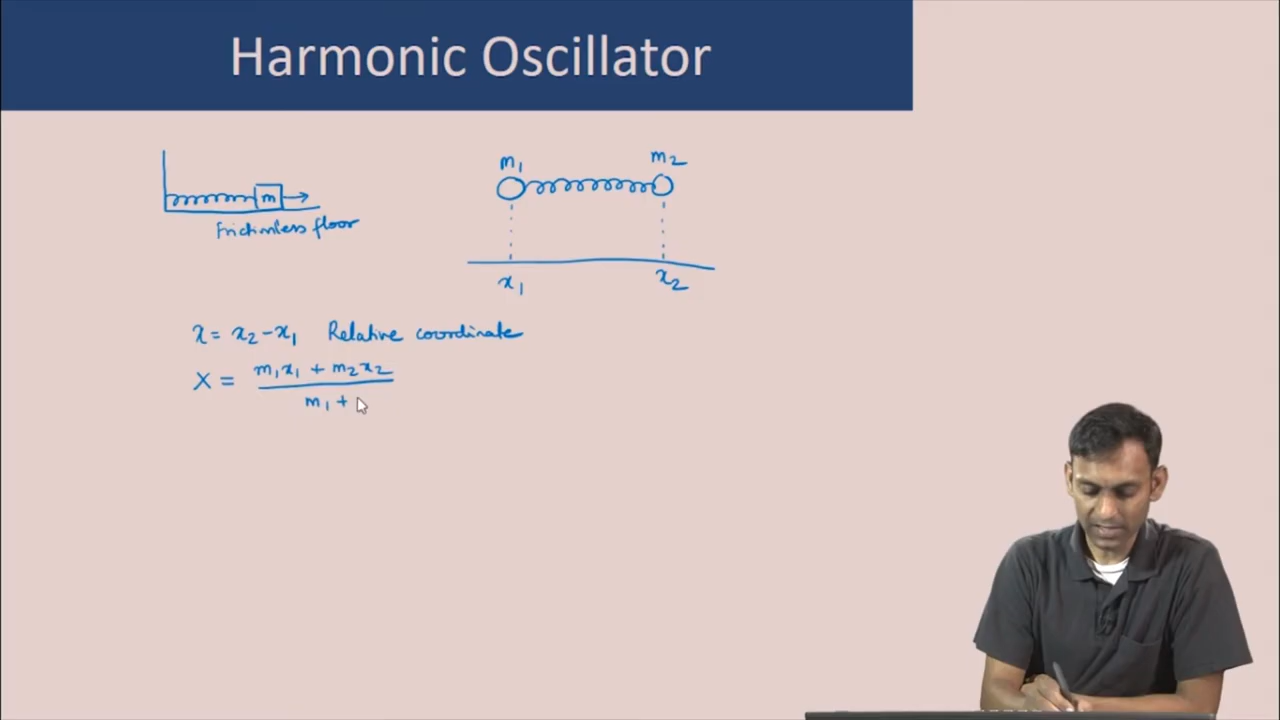 Harmonic Oscillator
m
frictionless floor
m₁ m₂
x₁ x₂
x = x₂ - x₁ Relative coordinate
X = m₁x₁ + m₂x₂
m₁ +